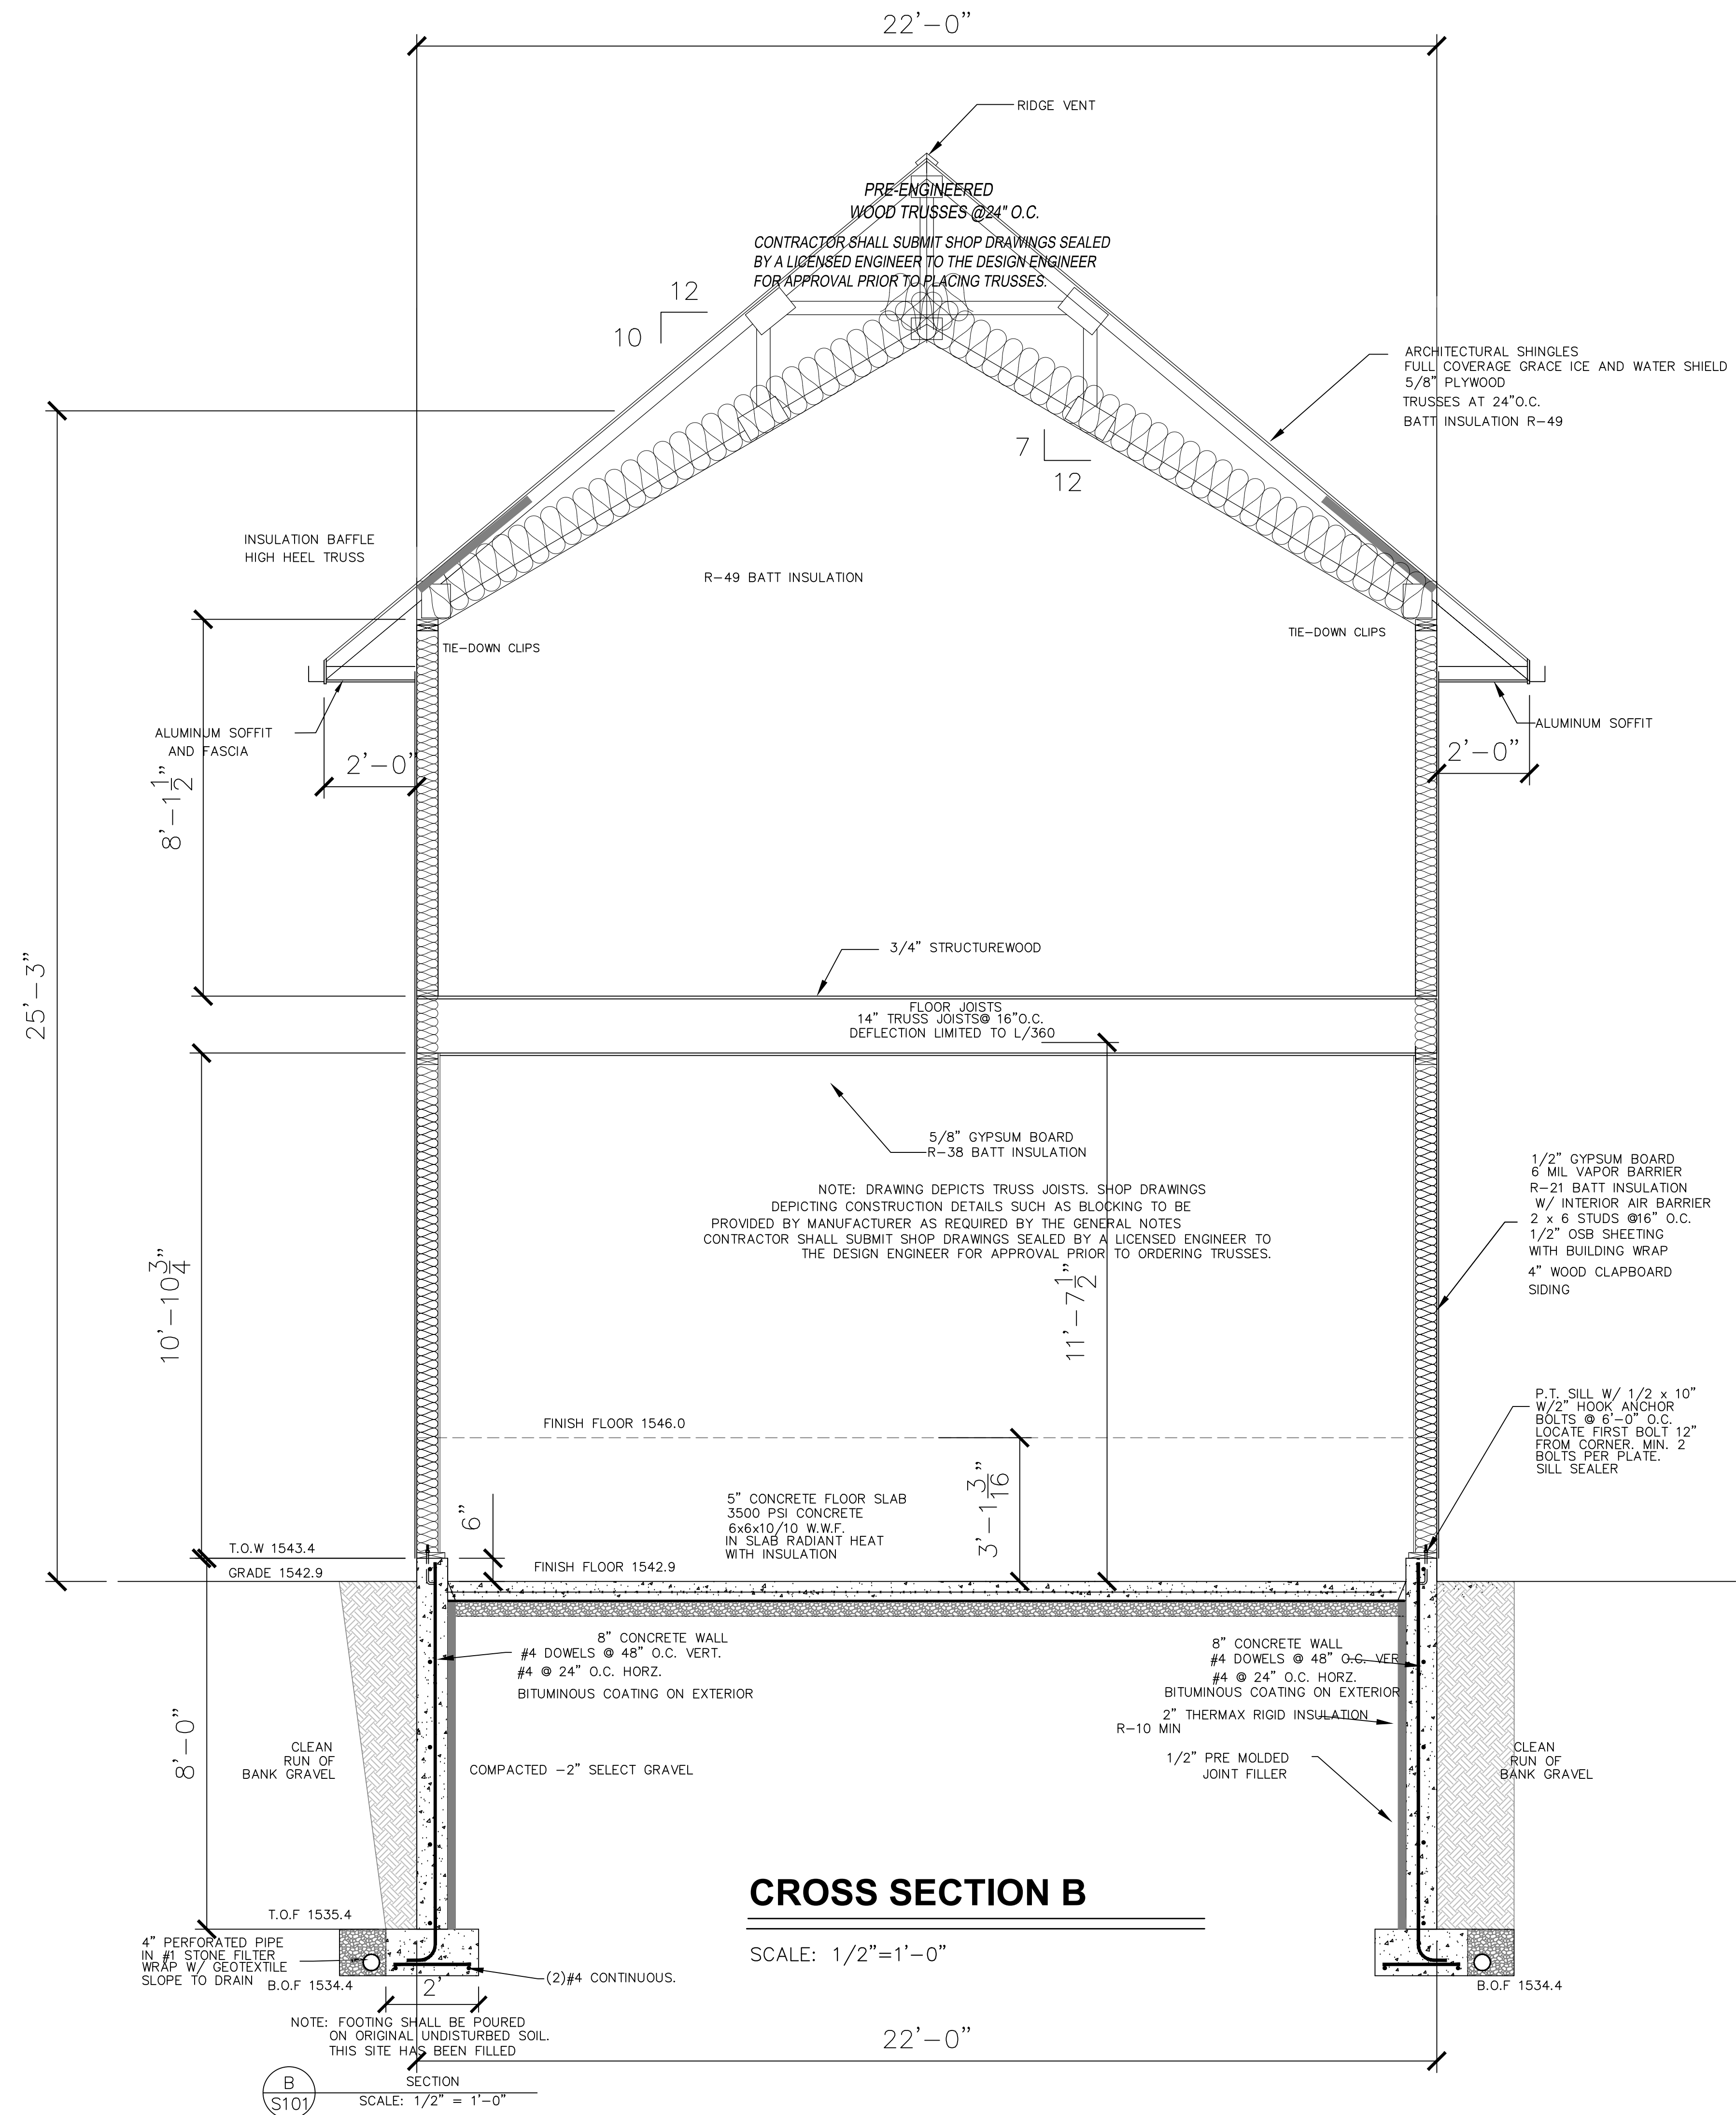 22'-0"
RIDGE VENT
PRE-ENGINEERED
WOOD TRUSSES @24" O.C.
CONTRACTOR SHALL SUBMIT SHOP DRAWINGS SEALED
BY A LICENSED ENGINEER TO THE DESIGN ENGINEER
FOR APPROVAL PRIOR TO PLACING TRUSSES.
12
10
ARCHITECTURAL SHINGLES
FULL COVERAGE GRACE ICE AND WATER SHIELD
5/8" PLYWOOD
TRUSSES AT 24"O.C.
BATT INSULATION R-49
7
12
INSULATION BAFFLE
HIGH HEEL TRUSS
R-49 BATT INSULATION
TIE-DOWN CLIPS
TIE-DOWN CLIPS
ALUMINUM SOFFIT
AND FASCIA
ALUMINUM SOFFIT
2'-0"
2'-0"
8'-1 1/2"
25'-3"
3/4" STRUCTUREWOOD
FLOOR JOISTS
14" TRUSS JOISTS@ 16"O.C.
DEFLECTION LIMITED TO L/360
5/8" GYPSUM BOARD
R-38 BATT INSULATION
NOTE: DRAWING DEPICTS TRUSS JOISTS. SHOP DRAWINGS
DEPICTING CONSTRUCTION DETAILS SUCH AS BLOCKING TO BE
PROVIDED BY MANUFACTURER AS REQUIRED BY THE GENERAL NOTES
CONTRACTOR SHALL SUBMIT SHOP DRAWINGS SEALED BY A LICENSED ENGINEER TO
THE DESIGN ENGINEER FOR APPROVAL PRIOR TO ORDERING TRUSSES.
1/2" GYPSUM BOARD
6 MIL VAPOR BARRIER
R-21 BATT INSULATION
W/ INTERIOR AIR BARRIER
2 x 6 STUDS @16" O.C.
1/2" OSB SHEETING
WITH BUILDING WRAP
4" WOOD CLAPBOARD
SIDING
10'-10 3/4"
11'-7 1/2"
P.T. SILL W/ 1/2 x 10"
W/2" HOOK ANCHOR
BOLTS @ 6'-0" O.C.
LOCATE FIRST BOLT 12"
FROM CORNER. MIN. 2
BOLTS PER PLATE.
SILL SEALER
FINISH FLOOR 1546.0
3'-1 3/16"
6"
5" CONCRETE FLOOR SLAB
3500 PSI CONCRETE
6x6x10/10 W.W.F.
IN SLAB RADIANT HEAT
WITH INSULATION
T.O.W 1543.4
GRADE 1542.9
FINISH FLOOR 1542.9
8" CONCRETE WALL
#4 DOWELS @ 48" O.C. VERT.
#4 @ 24" O.C. HORZ.
BITUMINOUS COATING ON EXTERIOR
8" CONCRETE WALL
#4 DOWELS @ 48" O.C. VER
#4 @ 24" O.C. HORZ.
BITUMINOUS COATING ON EXTERIOR
2" THERMAX RIGID INSULATION
R-10 MIN
1/2" PRE MOLDED
JOINT FILLER
8'-0"
CLEAN
RUN OF
BANK GRAVEL
COMPACTED -2" SELECT GRAVEL
CLEAN
RUN OF
BANK GRAVEL
CROSS SECTION B
SCALE: 1/2"=1'-0"
T.O.F 1535.4
4" PERFORATED PIPE
IN #1 STONE FILTER
WRAP W/ GEOTEXTILE
SLOPE TO DRAIN
B.O.F 1534.4
2'
(2)#4 CONTINUOUS.
B.O.F 1534.4
NOTE: FOOTING SHALL BE POURED
ON ORIGINAL UNDISTURBED SOIL.
THIS SITE HAS BEEN FILLED
22'-0"
B
S101
SECTION
SCALE: 1/2" = 1'-0"